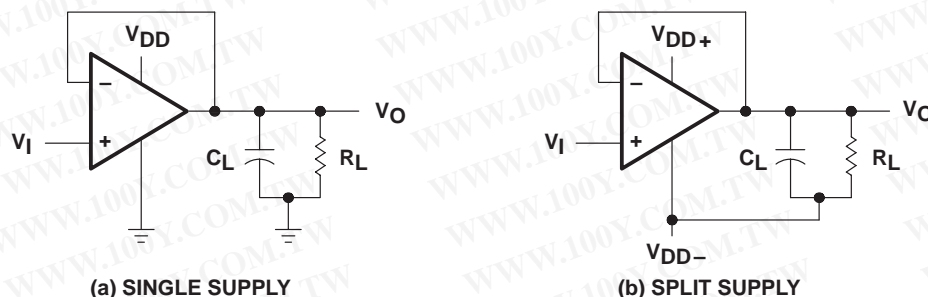 VDD
−
VI
+
VO
CL
RL
(a) SINGLE SUPPLY
VDD+
−
VI
+
VO
CL
RL
VDD−
(b) SPLIT SUPPLY
WWW.100Y.COM.TW